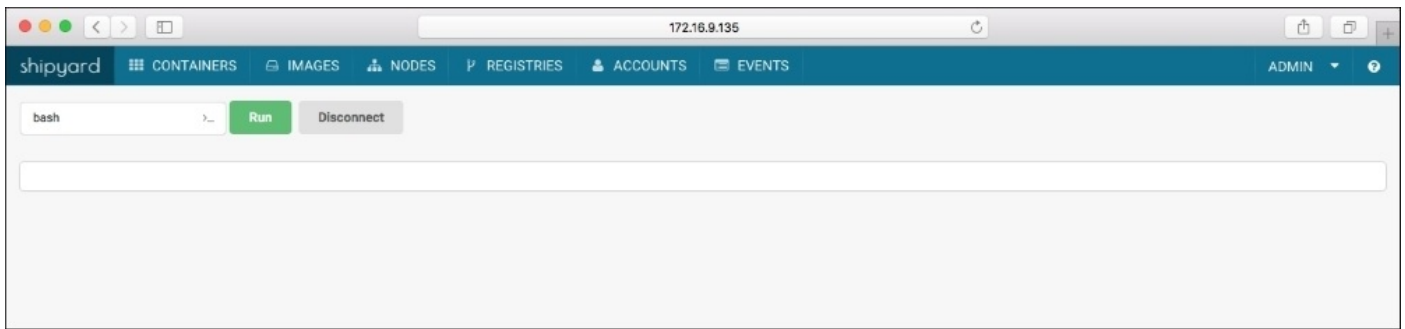 172.16.9.135
shipyard CONTAINERS IMAGES NODES REGISTRIES ACCOUNTS EVENTS ADMIN
bash >_ Run Disconnect